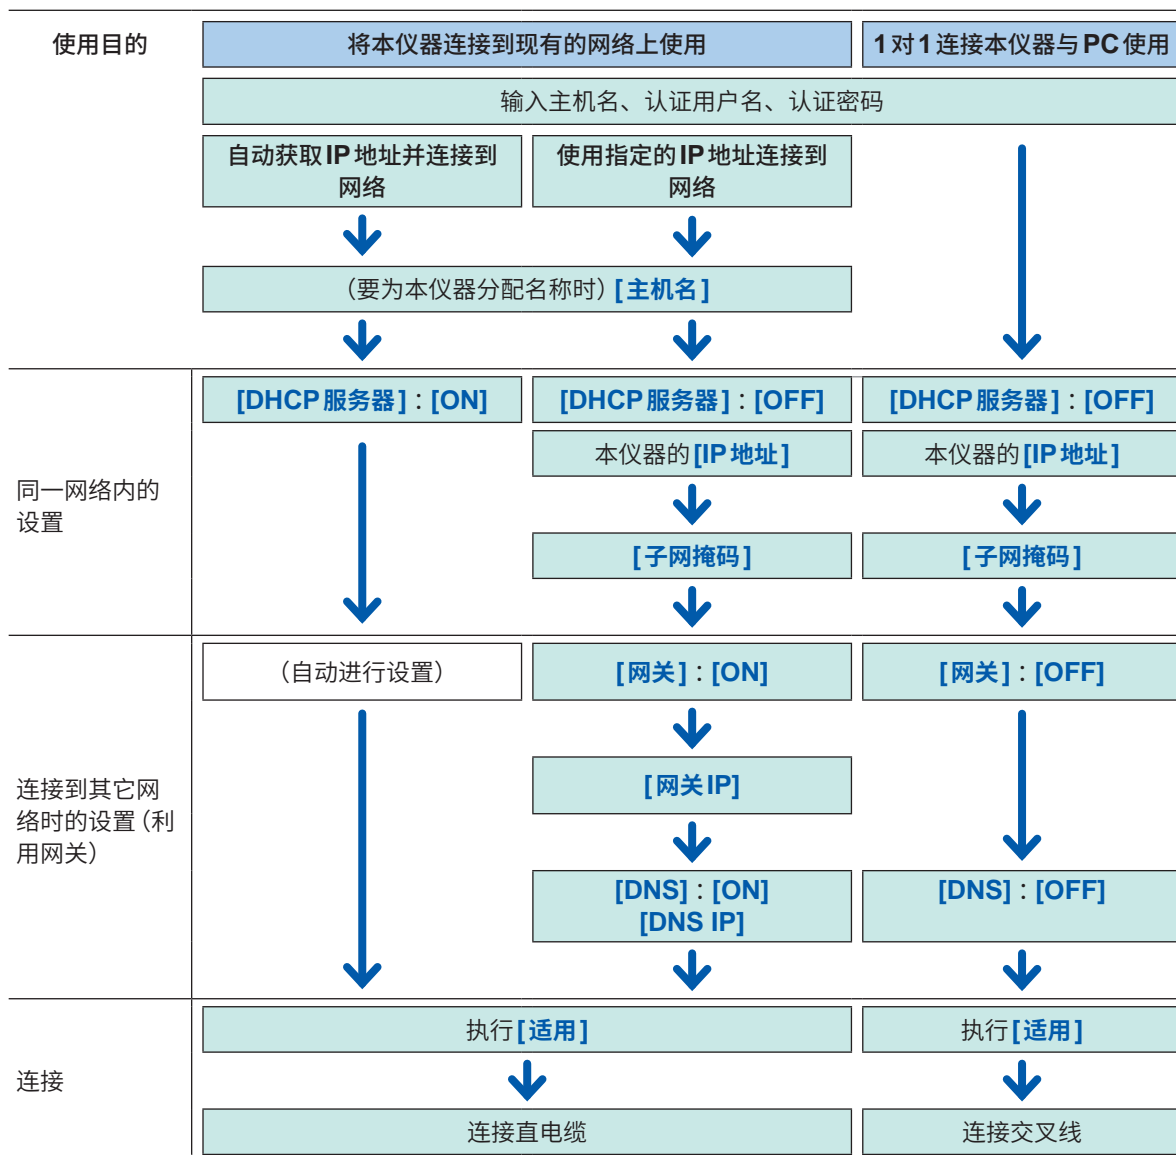 使用目的
将本仪器连接到现有的网络上使用
1对1连接本仪器与PC使用
输入主机名、认证用户名、认证密码
自动获取IP地址并连接到
网络
使用指定的IP地址连接到
网络
（要为本仪器分配名称时）[主机名]
同一网络内的
设置
[DHCP服务器]：[ON]
[DHCP服务器]：[OFF]
[DHCP服务器]：[OFF]
本仪器的[IP地址]
本仪器的[IP地址]
[子网掩码]
[子网掩码]
连接到其它网
络时的设置（利
用网关）
（自动进行设置）
[网关]：[ON]
[网关]：[OFF]
[网关IP]
[DNS]：[ON]
[DNS IP]
[DNS]：[OFF]
连接
执行[适用]
执行[适用]
连接直电缆
连接交叉线